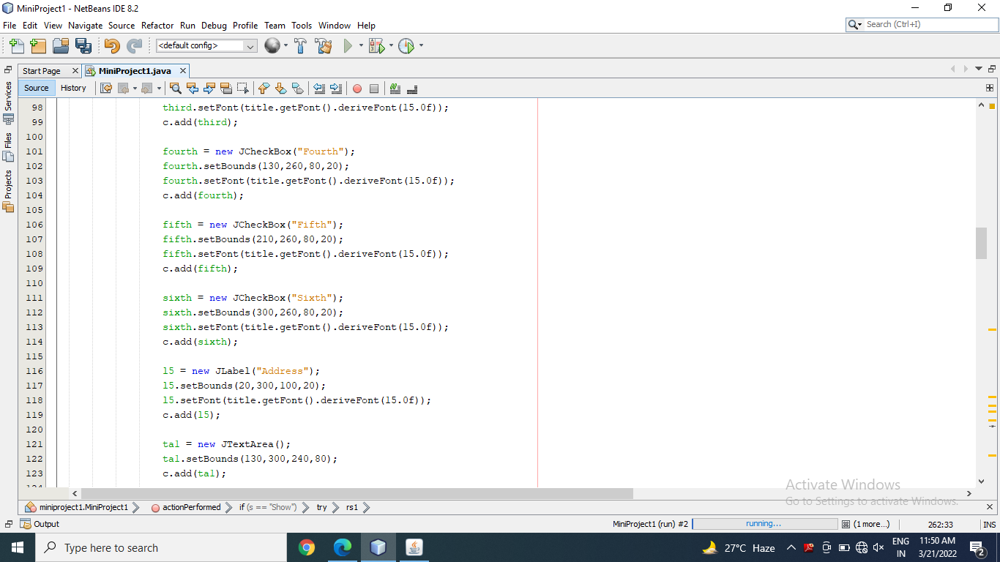 MiniProject1 - NetBeans IDE 8.2
File Edit View Navigate Source Refactor Run Debug Profile Team Tools Window Help
Search (Ctrl+I)
<default config>
Start Page
MiniProject1.java
Source History
Services
Files
Projects
98 third.setFont(title.getFont().deriveFont(15.0f));
99 c.add(third);
100
101 fourth = new JCheckBox("Fourth");
102 fourth.setBounds(130,260,80,20);
103 fourth.setFont(title.getFont().deriveFont(15.0f));
104 c.add(fourth);
105
106 fifth = new JCheckBox("Fifth");
107 fifth.setBounds(210,260,80,20);
108 fifth.setFont(title.getFont().deriveFont(15.0f));
109 c.add(fifth);
110
111 sixth = new JCheckBox("Sixth");
112 sixth.setBounds(300,260,80,20);
113 sixth.setFont(title.getFont().deriveFont(15.0f));
114 c.add(sixth);
115
116 l5 = new JLabel("Address");
117 l5.setBounds(20,300,100,20);
118 l5.setFont(title.getFont().deriveFont(15.0f));
119 c.add(l5);
120
121 ta1 = new JTextArea();
122 ta1.setBounds(130,300,240,80);
123 c.add(ta1);
124
Activate Windows
Go to Settings to activate Windows.
miniproject1.MiniProject1 actionPerformed if (s == "Show") try rs1
Output
MiniProject1 (run) #2 running... (1 more...) 262:33 INS
Type here to search
27°C Haze
ENG
IN
11:50 AM
3/21/2022
2